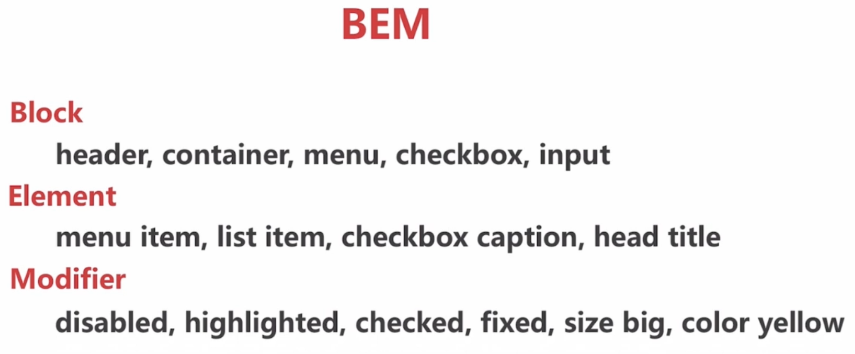 BEM
Block
header, container, menu, checkbox, input
Element
menu item, list item, checkbox caption, head title
Modifier
disabled, highlighted, checked, fixed, size big, color yellow